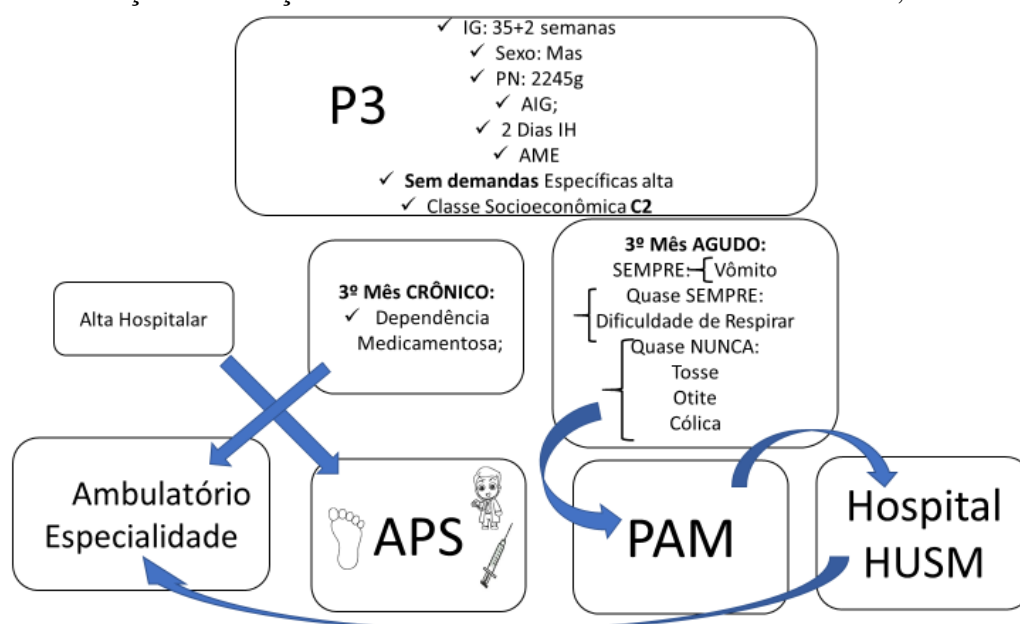 P3
✓ IG: 35+2 semanas
✓ Sexo: Mas
✓ PN: 2245g
✓ AIG;
✓ 2 Dias IH
✓ AME
✓ Sem demandas Específicas alta
✓ Classe Socioeconômica C2
Alta Hospitalar
3º Mês CRÔNICO:
✓ Dependência
Medicamentosa;
3º Mês AGUDO:
SEMPRE: Vômito
Quase SEMPRE:
Dificuldade de Respirar
Quase NUNCA:
Tosse
Otite
Cólica
Ambulatório
Especialidade
APS
PAM
Hospital
HUSM